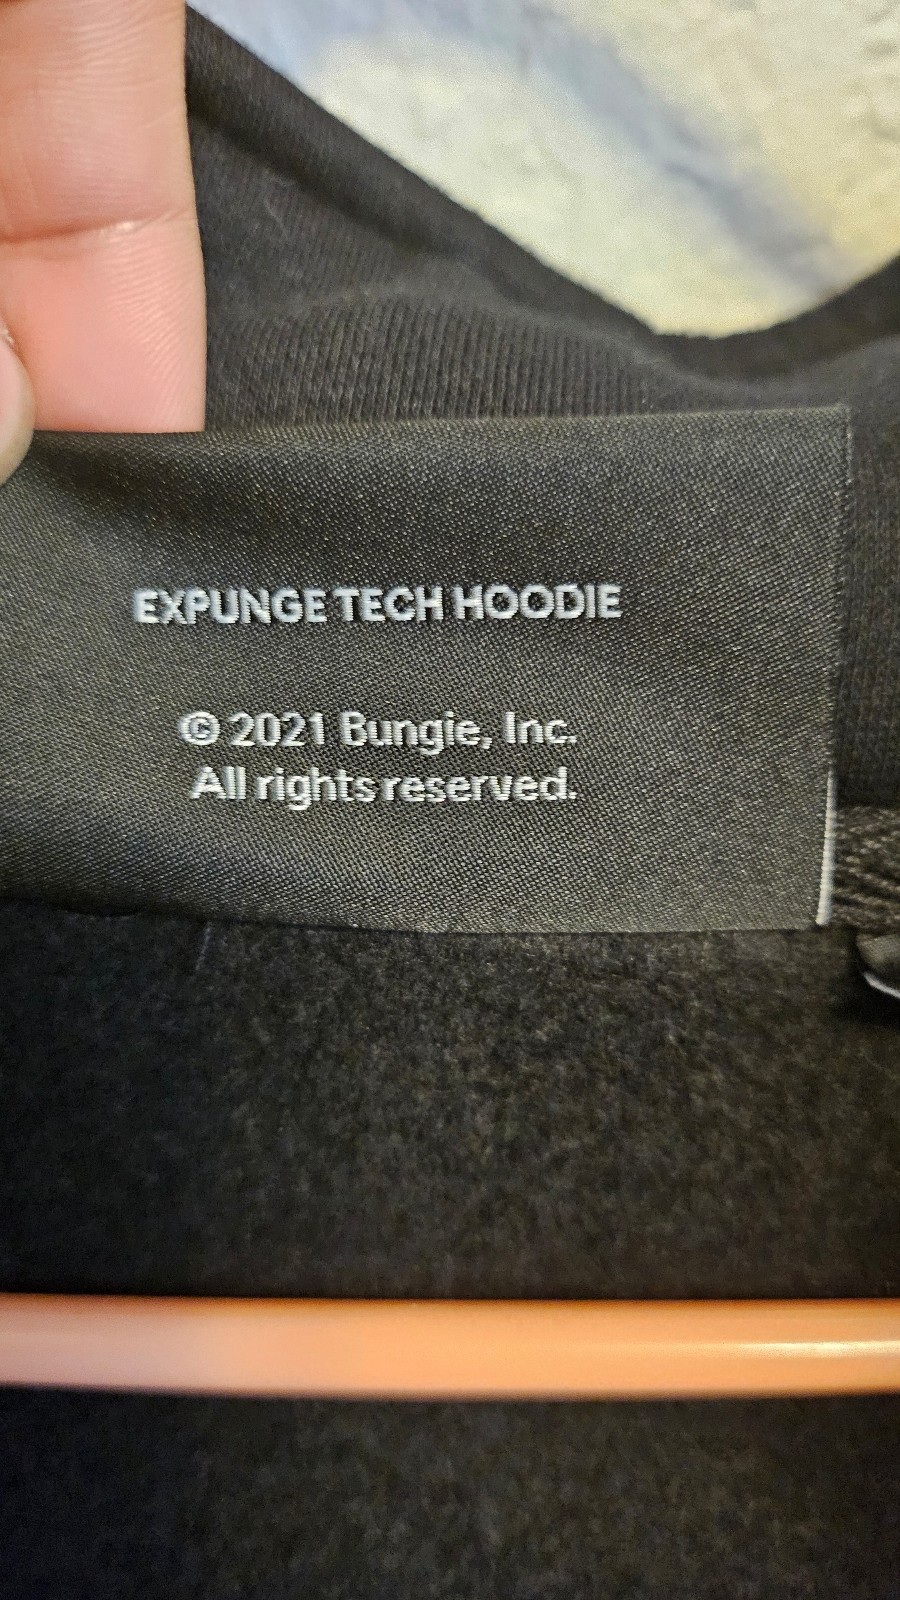 EXPUNGE TECH HOODIE
© 2021 Bungie, Inc.
All rights reserved.